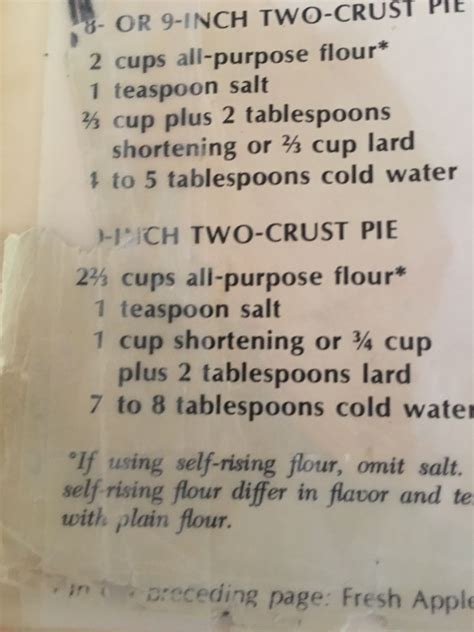 8- OR 9-INCH TWO-CRUST PIE
2 cups all-purpose flour*
1 teaspoon salt
⅔ cup plus 2 tablespoons
shortening or ⅔ cup lard
4 to 5 tablespoons cold water
-INCH TWO-CRUST PIE
2⅔ cups all-purpose flour*
1 teaspoon salt
1 cup shortening or ¾ cup
plus 2 tablespoons lard
7 to 8 tablespoons cold water
*If using self-rising flour, omit salt.
self-rising flour differ in flavor and te
with plain flour.
preceding page: Fresh Apple